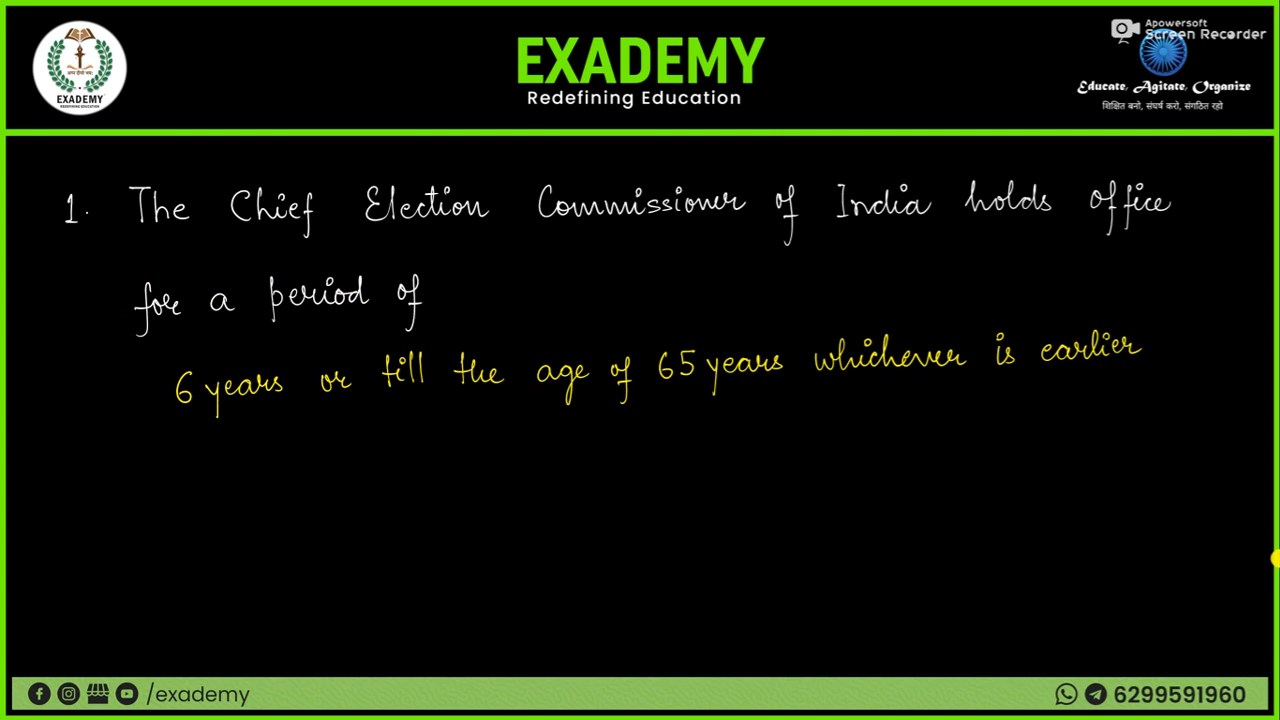 EXADEMY
Redefining Education
EXADEMY
REDEFINING EDUCATION
Apowersoft
Screen Recorder
Educate, Agitate, Organize
शिक्षित बनो, संघर्ष करो, संगठित रहो
1. The Chief Election Commissioner of India holds office
for a period of
6 years or till the age of 65 years whichever is earlier
/exademy
6299591960